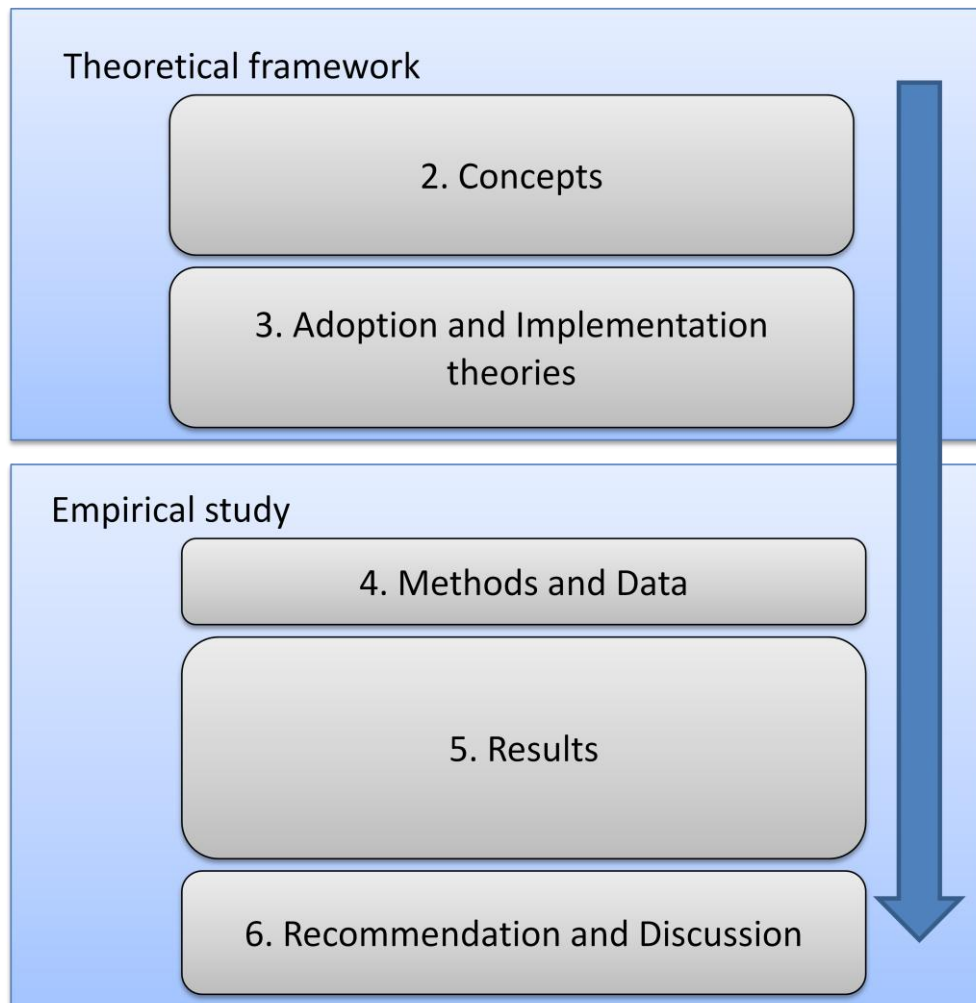 Theoretical framework
2. Concepts
3. Adoption and Implementation
theories
Empirical study
4. Methods and Data
5. Results
6. Recommendation and Discussion